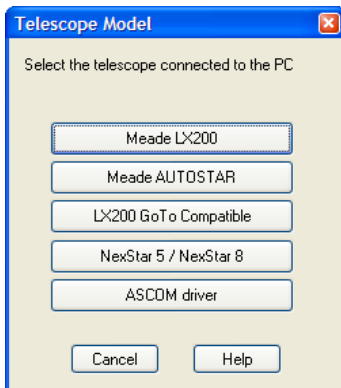 Telescope Model
Select the telescope connected to the PC
Meade LX200
Meade AUTOSTAR
LX200 GoTo Compatible
NexStar 5 / NexStar 8
ASCOM driver
Cancel Help